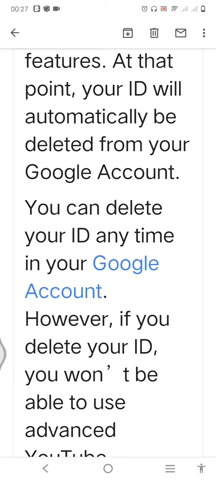 00:27
features. At that
point, your ID will
automatically be
deleted from your
Google Account.
You can delete
your ID any time
in your Google
Account.
However, if you
delete your ID,
you won't be
able to use
advanced
YouTube